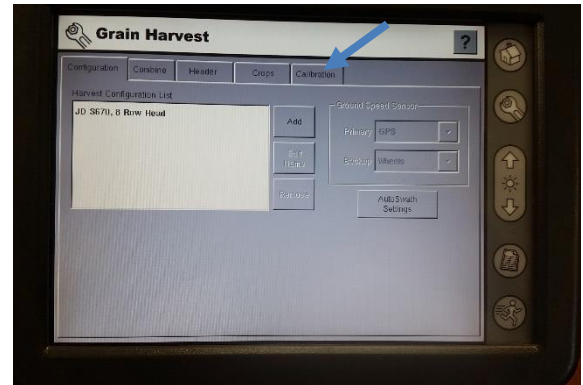 Grain Harvest
?
Configuration Combine Header Crops Calibration
Harvest Configuration List
JD S670, 8 Row Head
Add
Edit
Name
Remove
Ground Speed Sensor
Primary GPS
Backup Wheels
AutoSwath
Settings